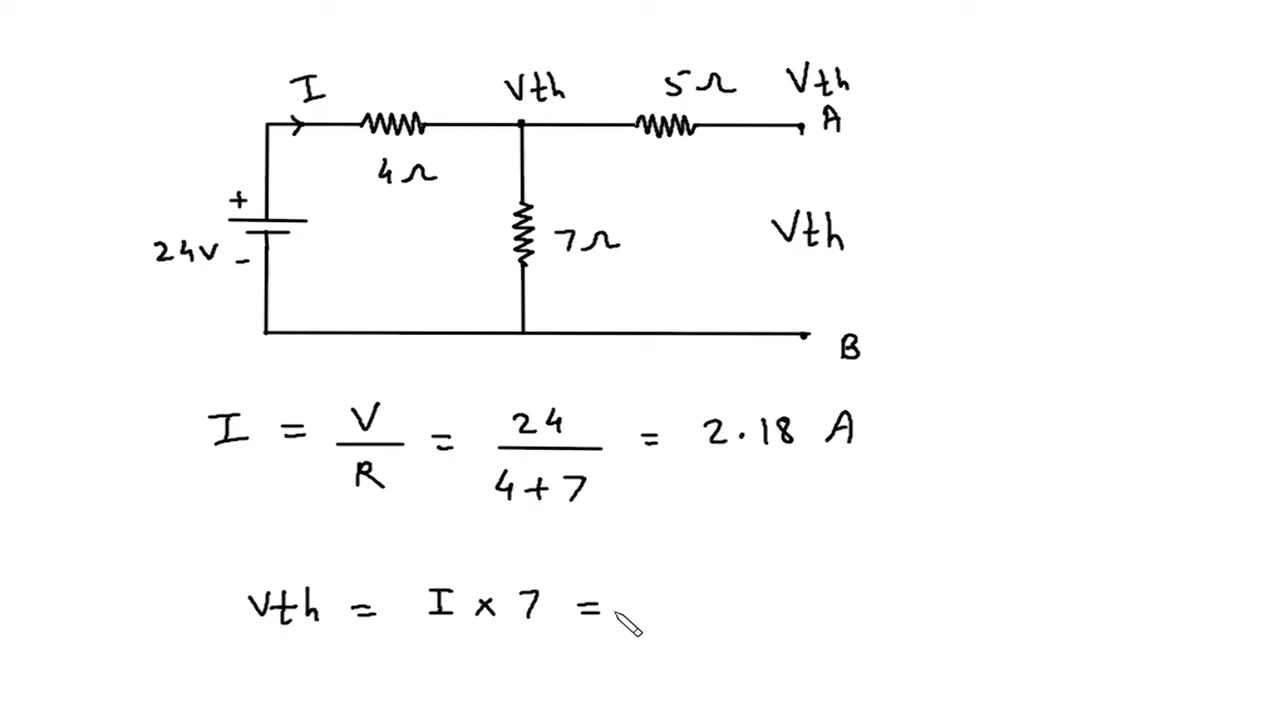 I Vth 5Ω Vth
A
4Ω
+
24V
-
7Ω
Vth
B
I = V/R = 24/4+7 = 2.18 A
Vth = I × 7 =